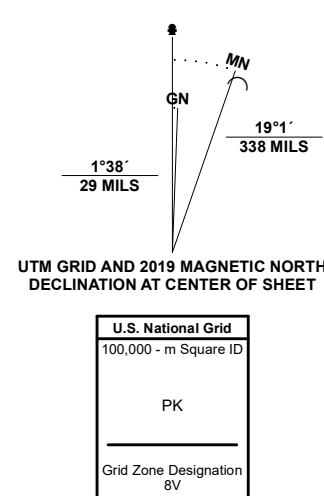 MN
GN
19°1´
338 MILS
1°38´
29 MILS
UTM GRID AND 2019 MAGNETIC NORTH
DECLINATION AT CENTER OF SHEET
U.S. National Grid
100,000 - m Square ID
PK
Grid Zone Designation
8V